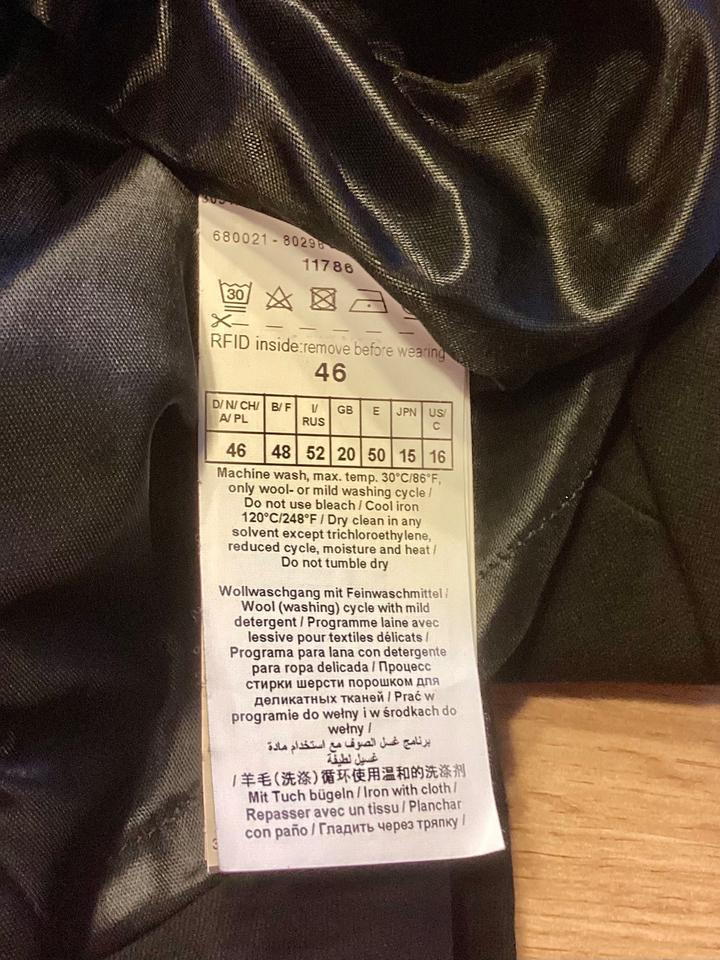 680021 - 80296
11786
30
RFID inside:remove before wearing
46
D/ N/ CH/ A/ PL B/ F I/ RUS GB E JPN US/ C
46 48 52 20 50 15 16
Machine wash, max. temp. 30°C/86°F,
only wool- or mild washing cycle /
Do not use bleach / Cool iron
120°C/248°F / Dry clean in any
solvent except trichloroethylene,
reduced cycle, moisture and heat /
Do not tumble dry
Wollwaschgang mit Feinwaschmittel /
Wool (washing) cycle with mild
detergent / Programme laine avec
lessive pour textiles délicats /
Programa para lana con detergente
para ropa delicada / Процесс
стирки шерсти порошком для
деликатных тканей / Prać w
programie do wełny i w środkach do
wełny /
برنامج غسل الصوف مع استخدام مادة
غسيل لطيفة
/ 羊毛(洗涤)循环使用温和的洗涤剂
Mit Tuch bügeln / Iron with cloth /
Repasser avec un tissu / Planchar
con paño / Гладить через тряпку /